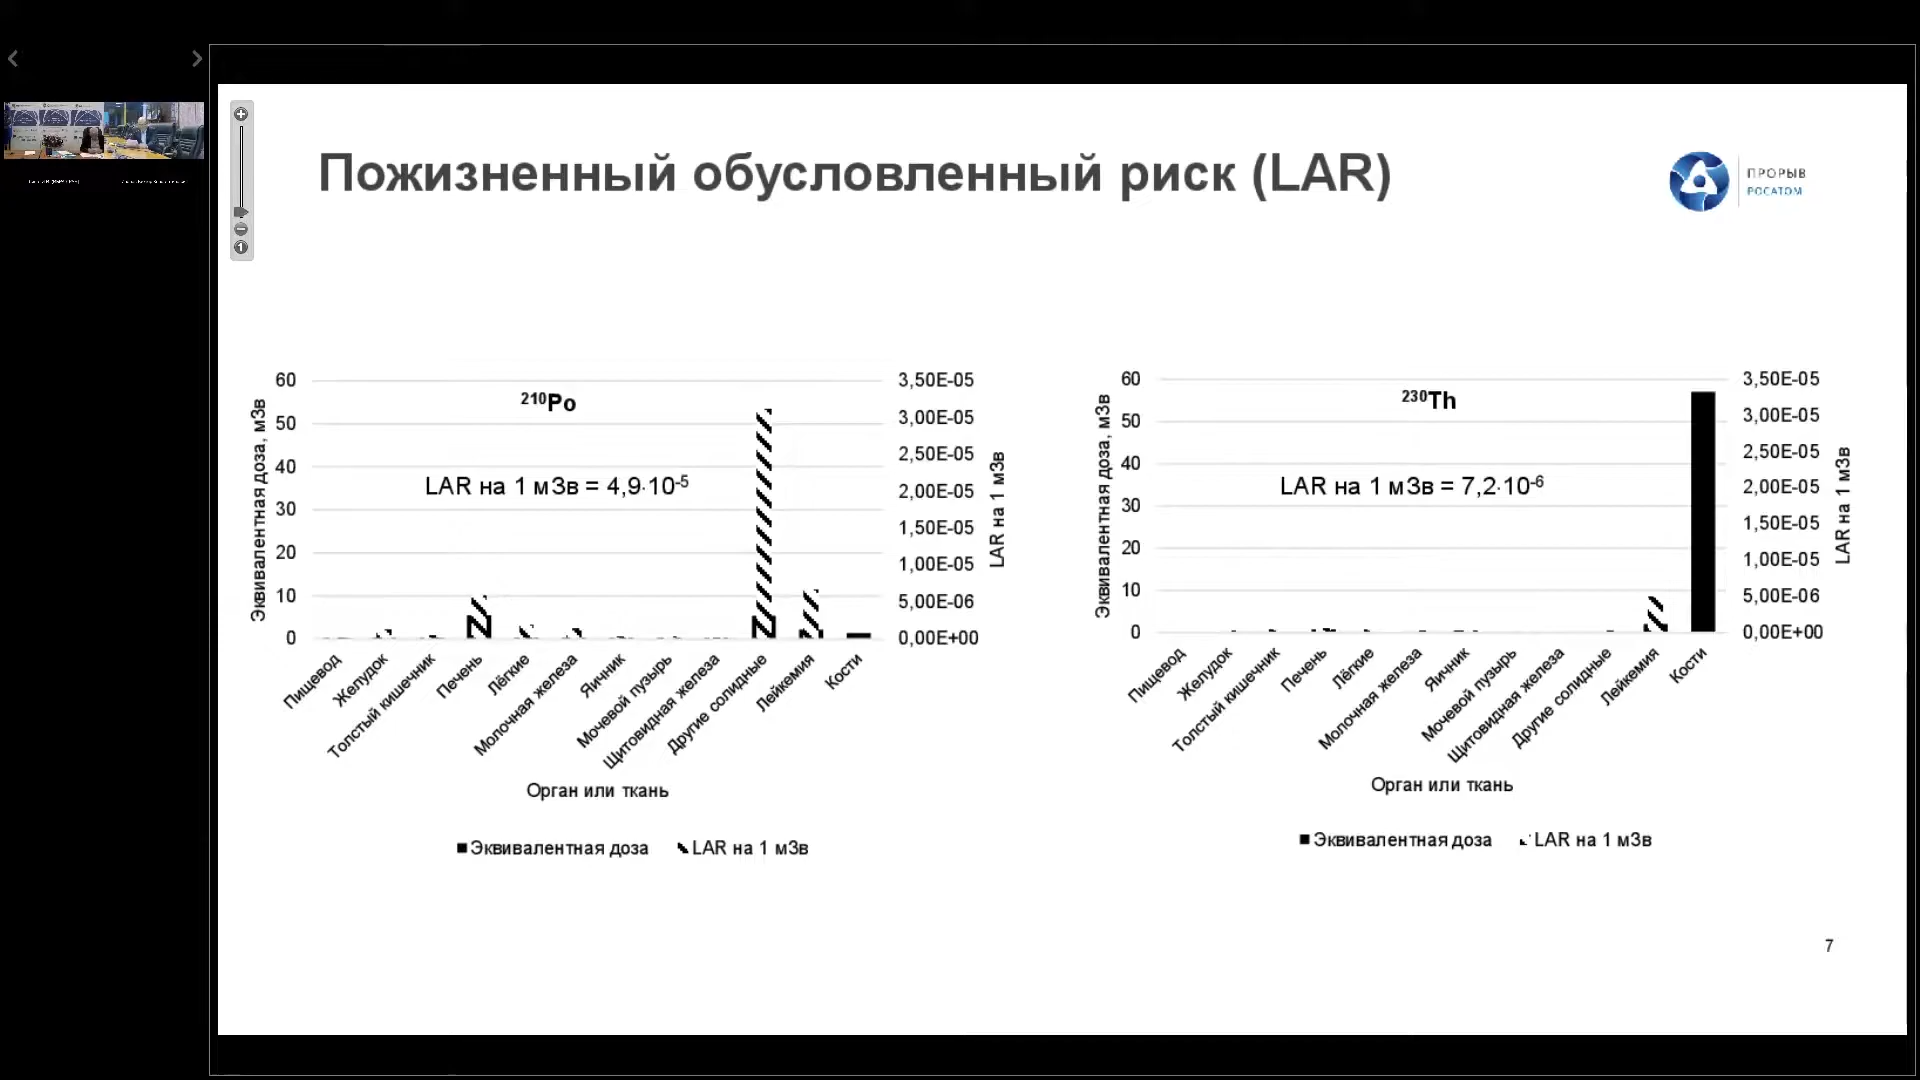 Пожизненный обусловленный риск (LAR)
ПРОРЫВ
РОСАТОМ
1
²¹⁰Po
LAR на 1 мЗв = 4,9·10⁻⁵
Эквивалентная доза, мЗв
60
50
40
30
20
10
0
3,50E-05
3,00E-05
2,50E-05
2,00E-05
1,50E-05
1,00E-05
5,00E-06
0,00E+00
LAR на 1 мЗв
Пищевод
Желудок
Толстый кишечник
Печень
Лёгкие
Молочная железа
Яичник
Мочевой пузырь
Щитовидная железа
Другие солидные
Лейкемия
Кости
Орган или ткань
Эквивалентная доза LAR на 1 мЗв
²³⁰Th
LAR на 1 мЗв = 7,2·10⁻⁶
Эквивалентная доза, мЗв
60
50
40
30
20
10
0
3,50E-05
3,00E-05
2,50E-05
2,00E-05
1,50E-05
1,00E-05
5,00E-06
0,00E+00
LAR на 1 мЗв
Пищевод
Желудок
Толстый кишечник
Печень
Лёгкие
Молочная железа
Яичник
Мочевой пузырь
Щитовидная железа
Другие солидные
Лейкемия
Кости
Орган или ткань
Эквивалентная доза LAR на 1 мЗв
7